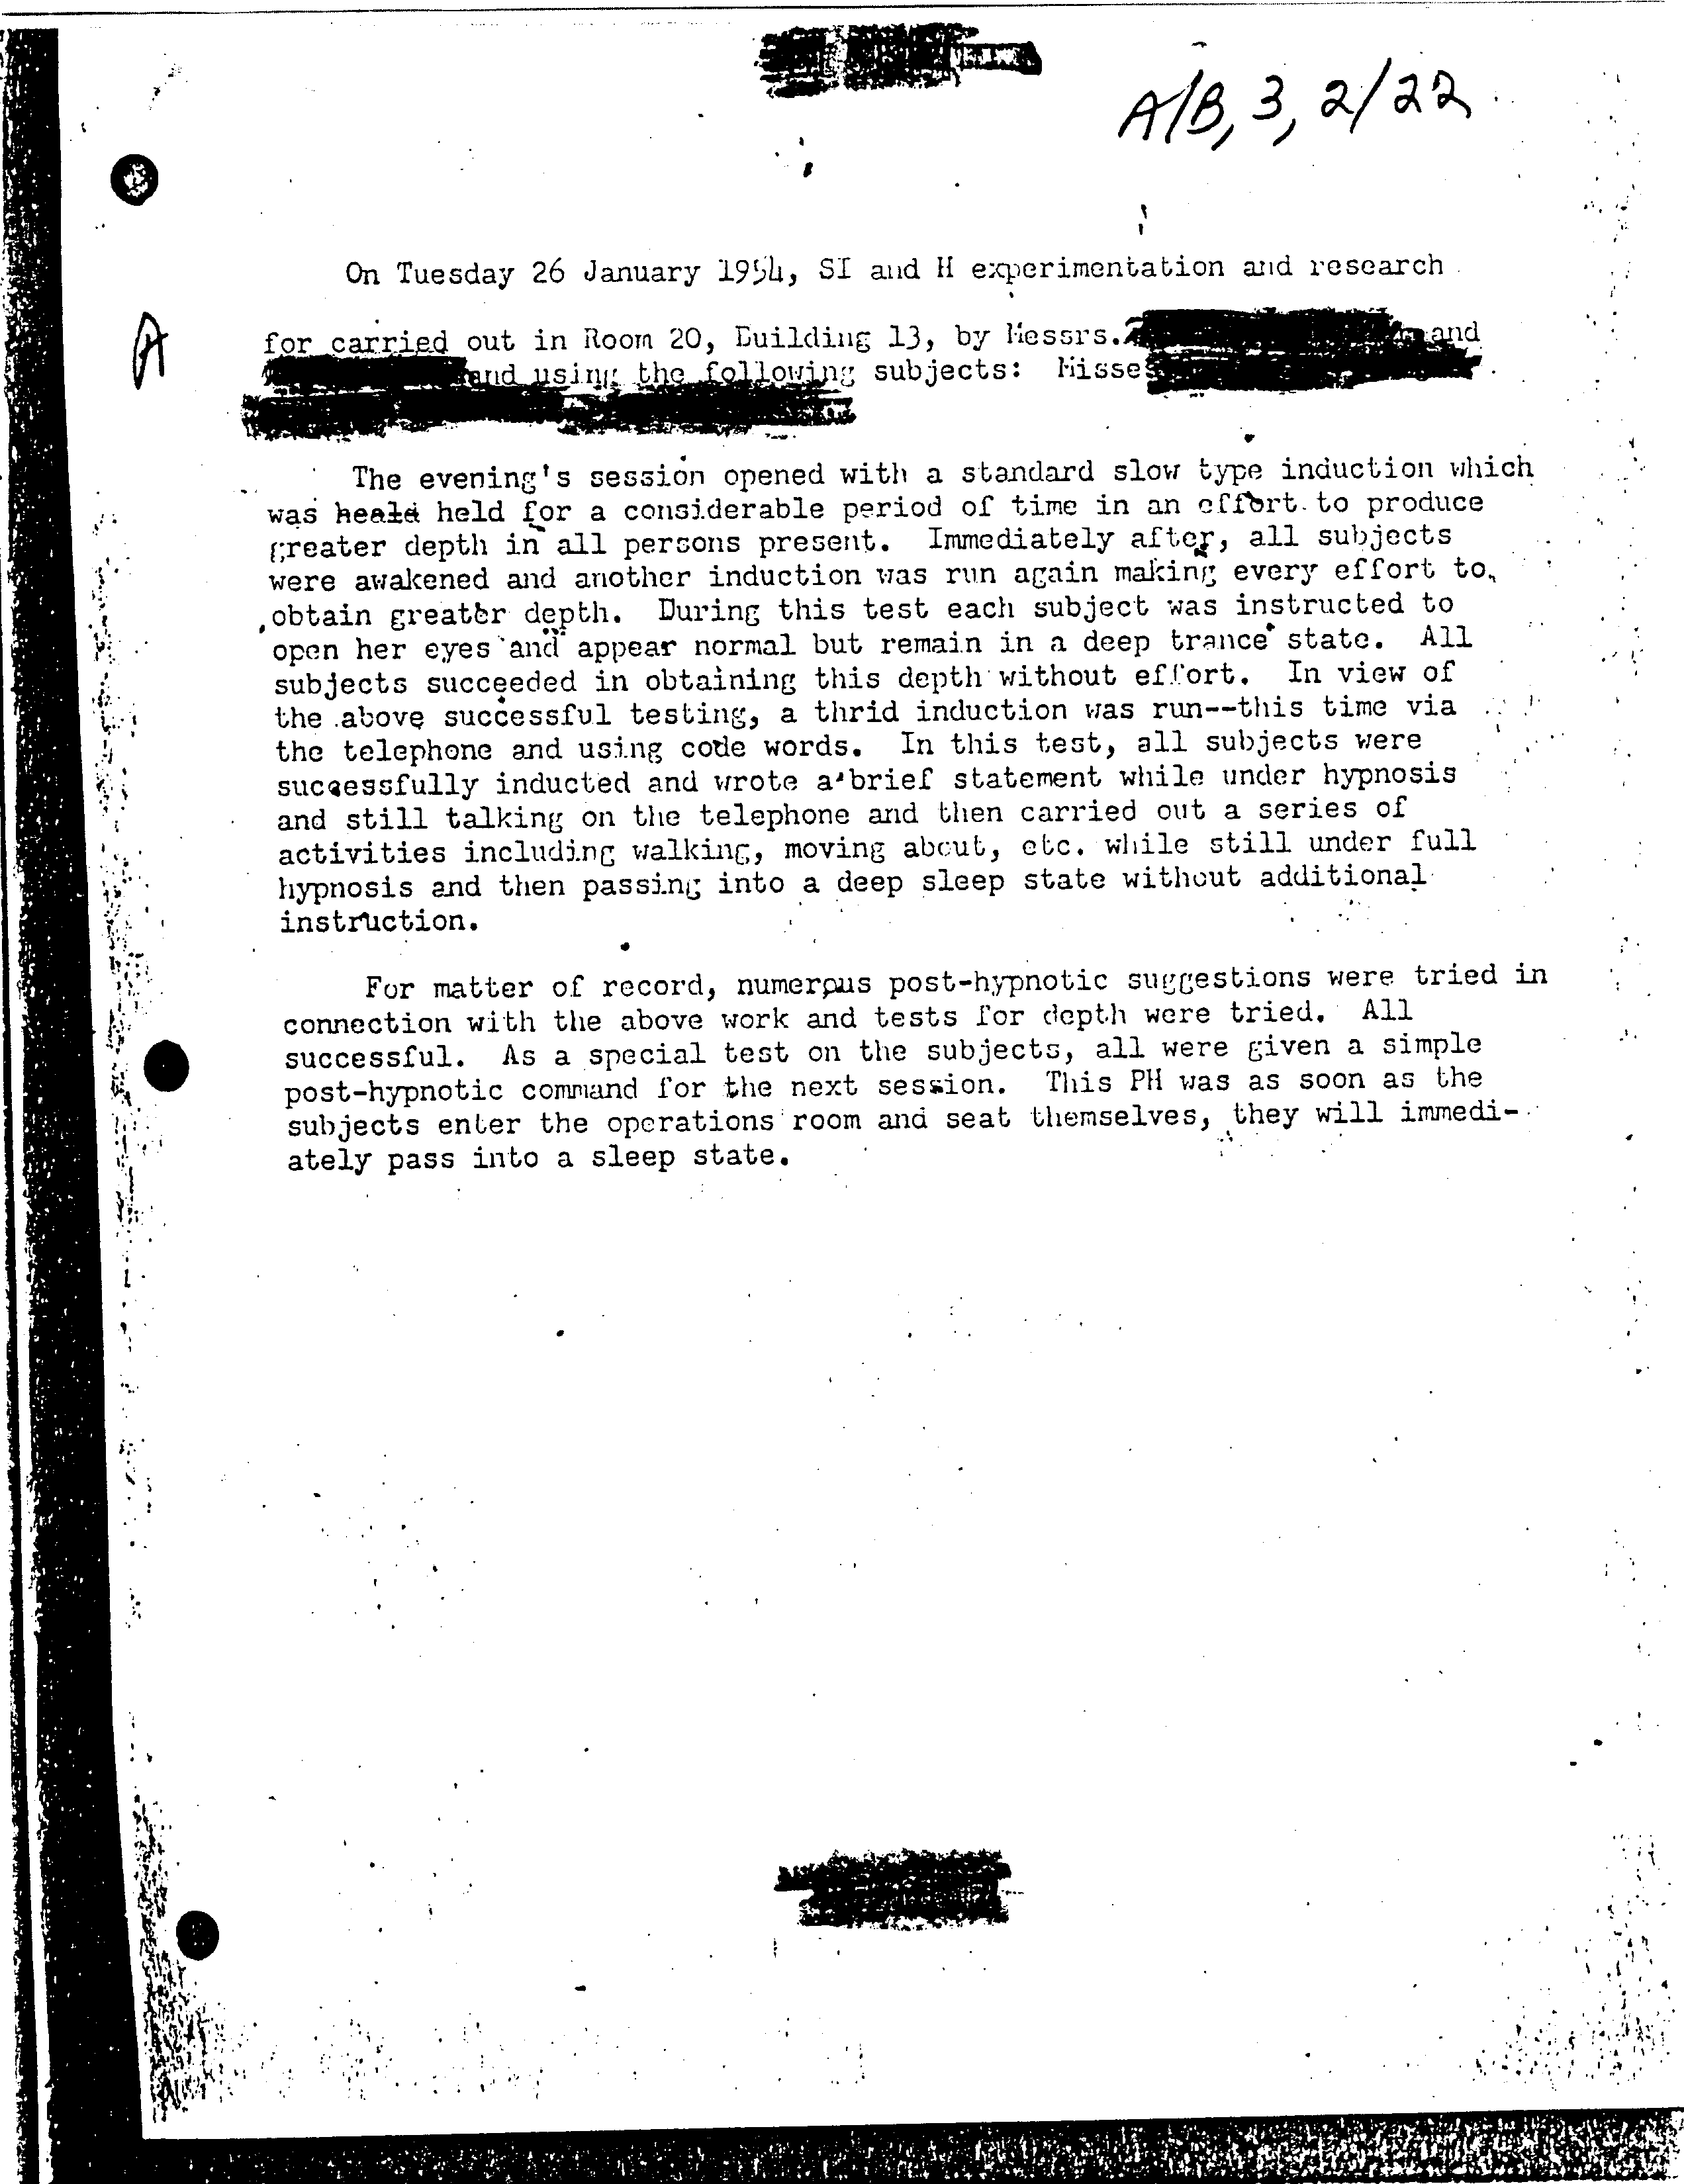 A/B, 3, 2/22
On Tuesday 26 January 1954, SI and H experimentation and research
A
for carried out in Room 20, Building 13, by Messrs. and
and using the following subjects: Misses
The evening's session opened with a standard slow type induction which
was heald held for a considerable period of time in an effort to produce
greater depth in all persons present. Immediately after, all subjects
were awakened and another induction was run again making every effort to
obtain greater depth. During this test each subject was instructed to
open her eyes and appear normal but remain in a deep trance state. All
subjects succeeded in obtaining this depth without effort. In view of
the above successful testing, a thrid induction was run--this time via
the telephone and using code words. In this test, all subjects were
successfully inducted and wrote a brief statement while under hypnosis
and still talking on the telephone and then carried out a series of
activities including walking, moving about, etc. while still under full
hypnosis and then passing into a deep sleep state without additional
instruction.
For matter of record, numerous post-hypnotic suggestions were tried in
connection with the above work and tests for depth were tried. All
successful. As a special test on the subjects, all were given a simple
post-hypnotic command for the next session. This PH was as soon as the
subjects enter the operations room and seat themselves, they will immedi-
ately pass into a sleep state.